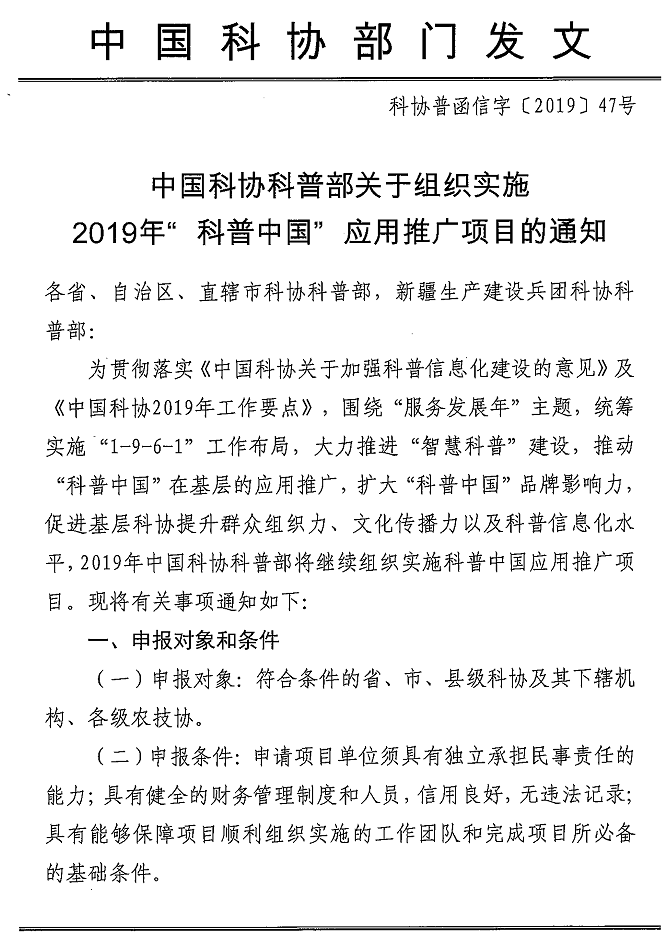 中国科协部门发文
科协普函信字〔2019〕47号
中国科协科普部关于组织实施
2019年“科普中国”应用推广项目的通知
各省、自治区、直辖市科协科普部，新疆生产建设兵团科协科
普部：
为贯彻落实《中国科协关于加强科普信息化建设的意见》及
《中国科协2019年工作要点》，围绕“服务发展年”主题，统筹
实施“1-9-6-1”工作布局，大力推进“智慧科普”建设，推动
“科普中国”在基层的应用推广，扩大“科普中国”品牌影响力，
促进基层科协提升群众组织力、文化传播力以及科普信息化水
平，2019年中国科协科普部将继续组织实施科普中国应用推广项
目。现将有关事项通知如下：
一、申报对象和条件
（一）申报对象：符合条件的省、市、县级科协及其下辖机
构、各级农技协。
（二）申报条件：申请项目单位须具有独立承担民事责任的
能力；具有健全的财务管理制度和人员，信用良好，无违法记录；
具有能够保障项目顺利组织实施的工作团队和完成项目所必备
的基础条件。